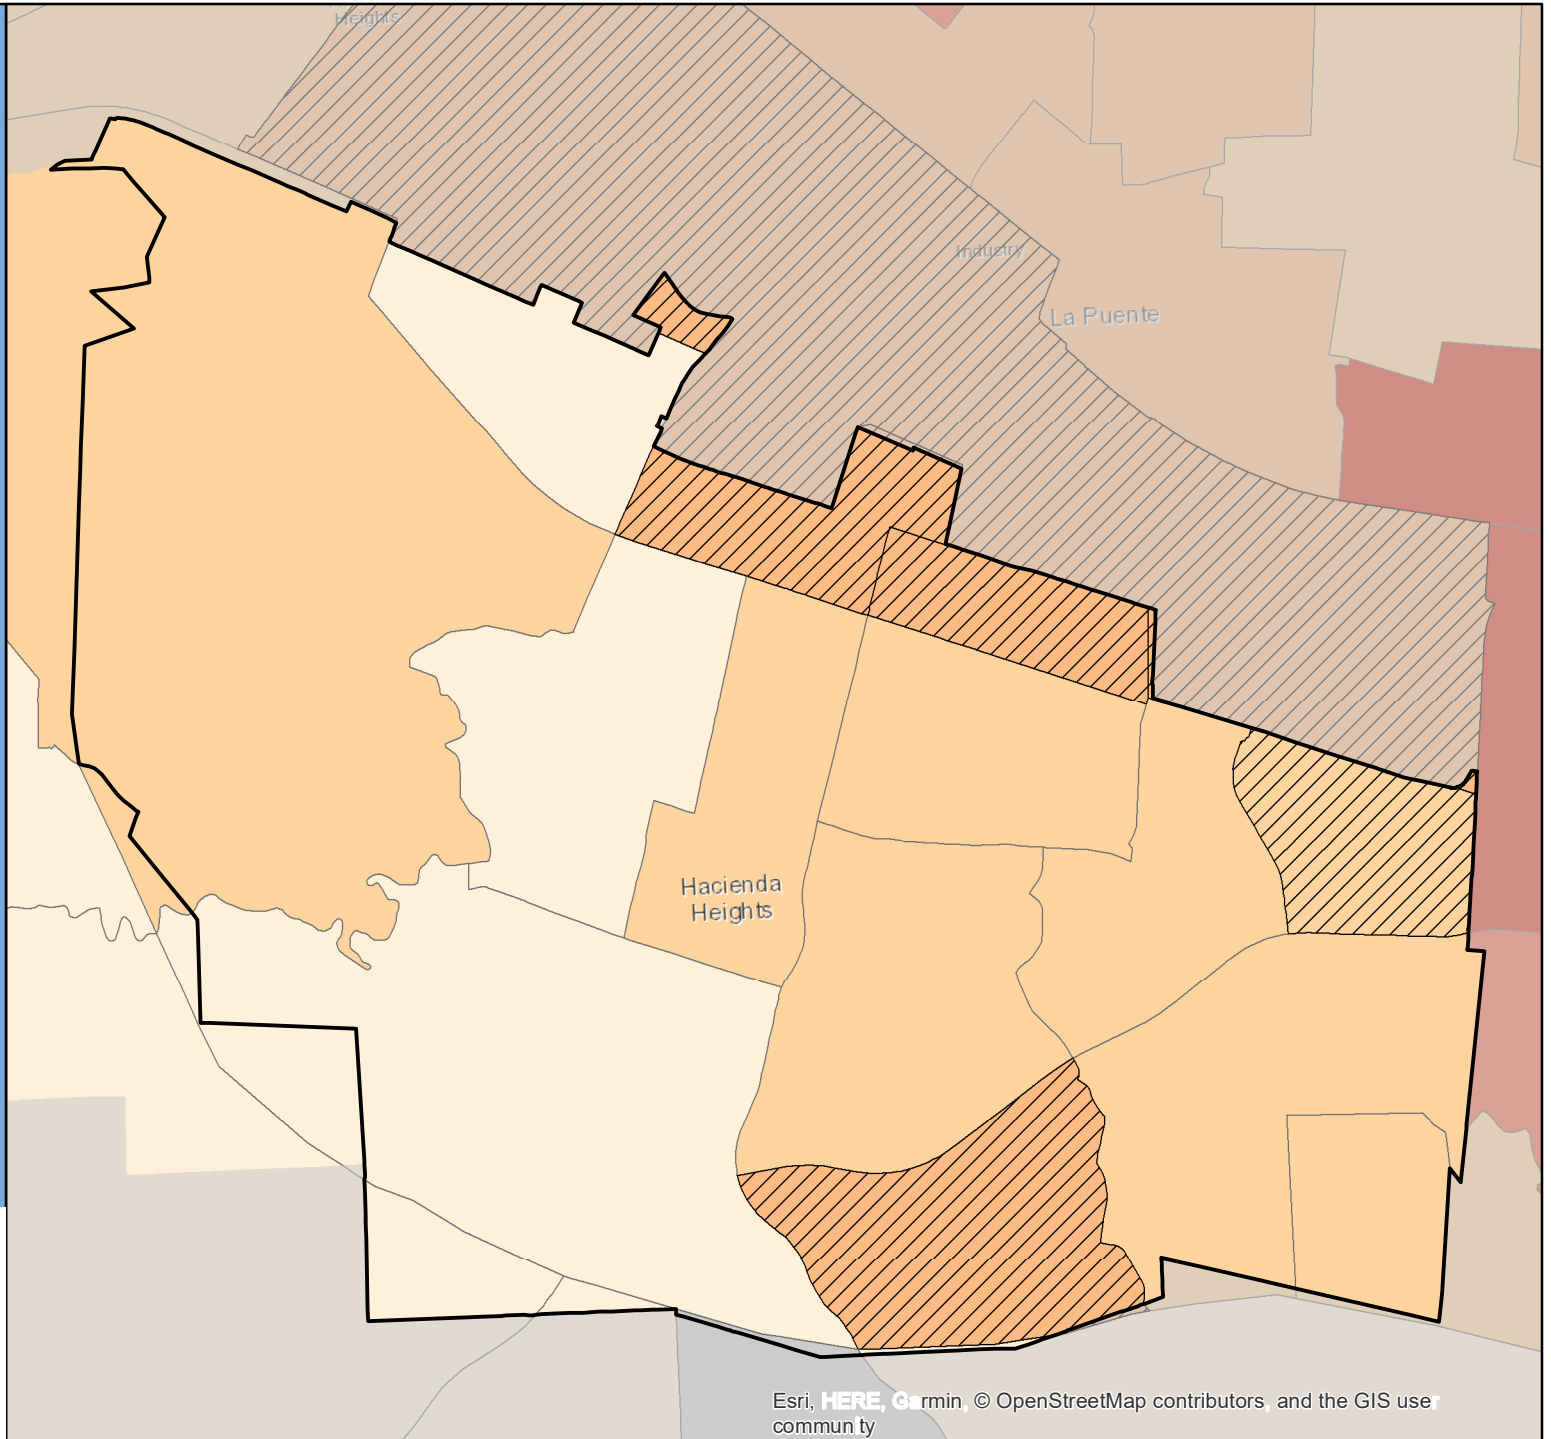 Heights
Industry
La Puente
Hacienda
Heights
Esri, HERE, Garmin, © OpenStreetMap contributors, and the GIS user
community